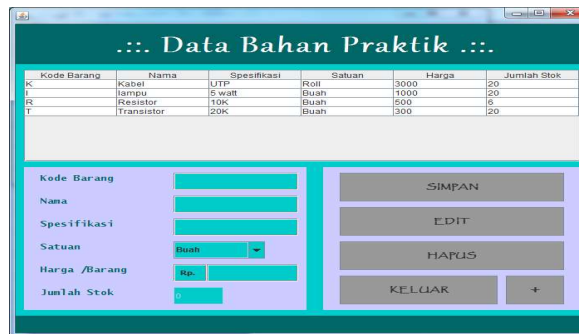 .::. Data Bahan Praktik .::.
Kode Barang Nama Spesifikasi Satuan Harga Jumlah Stok
K Kabel UTP Roll 3000 20
l lampu 5 watt Buah 1000 20
R Resistor 10K Buah 500 6
T Transistor 20K Buah 300 20
Kode Barang
Nama
Spesifikasi
Satuan Buah
Harga /Barang Rp.
Jumlah Stok 0
SIMPAN
EDIT
HAPUS
KELUAR +